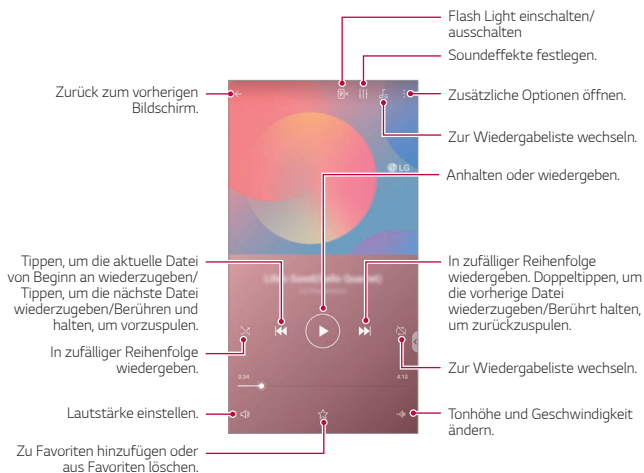 Flash Light einschalten/
ausschalten
Soundeffekte festlegen.
Zurück zum vorherigen
Bildschirm.
Zusätzliche Optionen öffnen.
Zur Wiedergabeliste wechseln.
LG
Anhalten oder wiedergeben.
Tippen, um die aktuelle Datei
von Beginn an wiederzugeben/
Tippen, um die nächste Datei
wiederzugeben/Berühren und
halten, um vorzuspulen.
In zufälliger Reihenfolge
wiedergeben. Doppeltippen, um
die vorherige Datei
wiederzugeben/Berührt halten,
um zurückzuspulen.
In zufälliger Reihenfolge
wiedergeben.
Zur Wiedergabeliste wechseln.
0:34
4:10
Lautstärke einstellen.
Tonhöhe und Geschwindigkeit
ändern.
Zu Favoriten hinzufügen oder
aus Favoriten löschen.